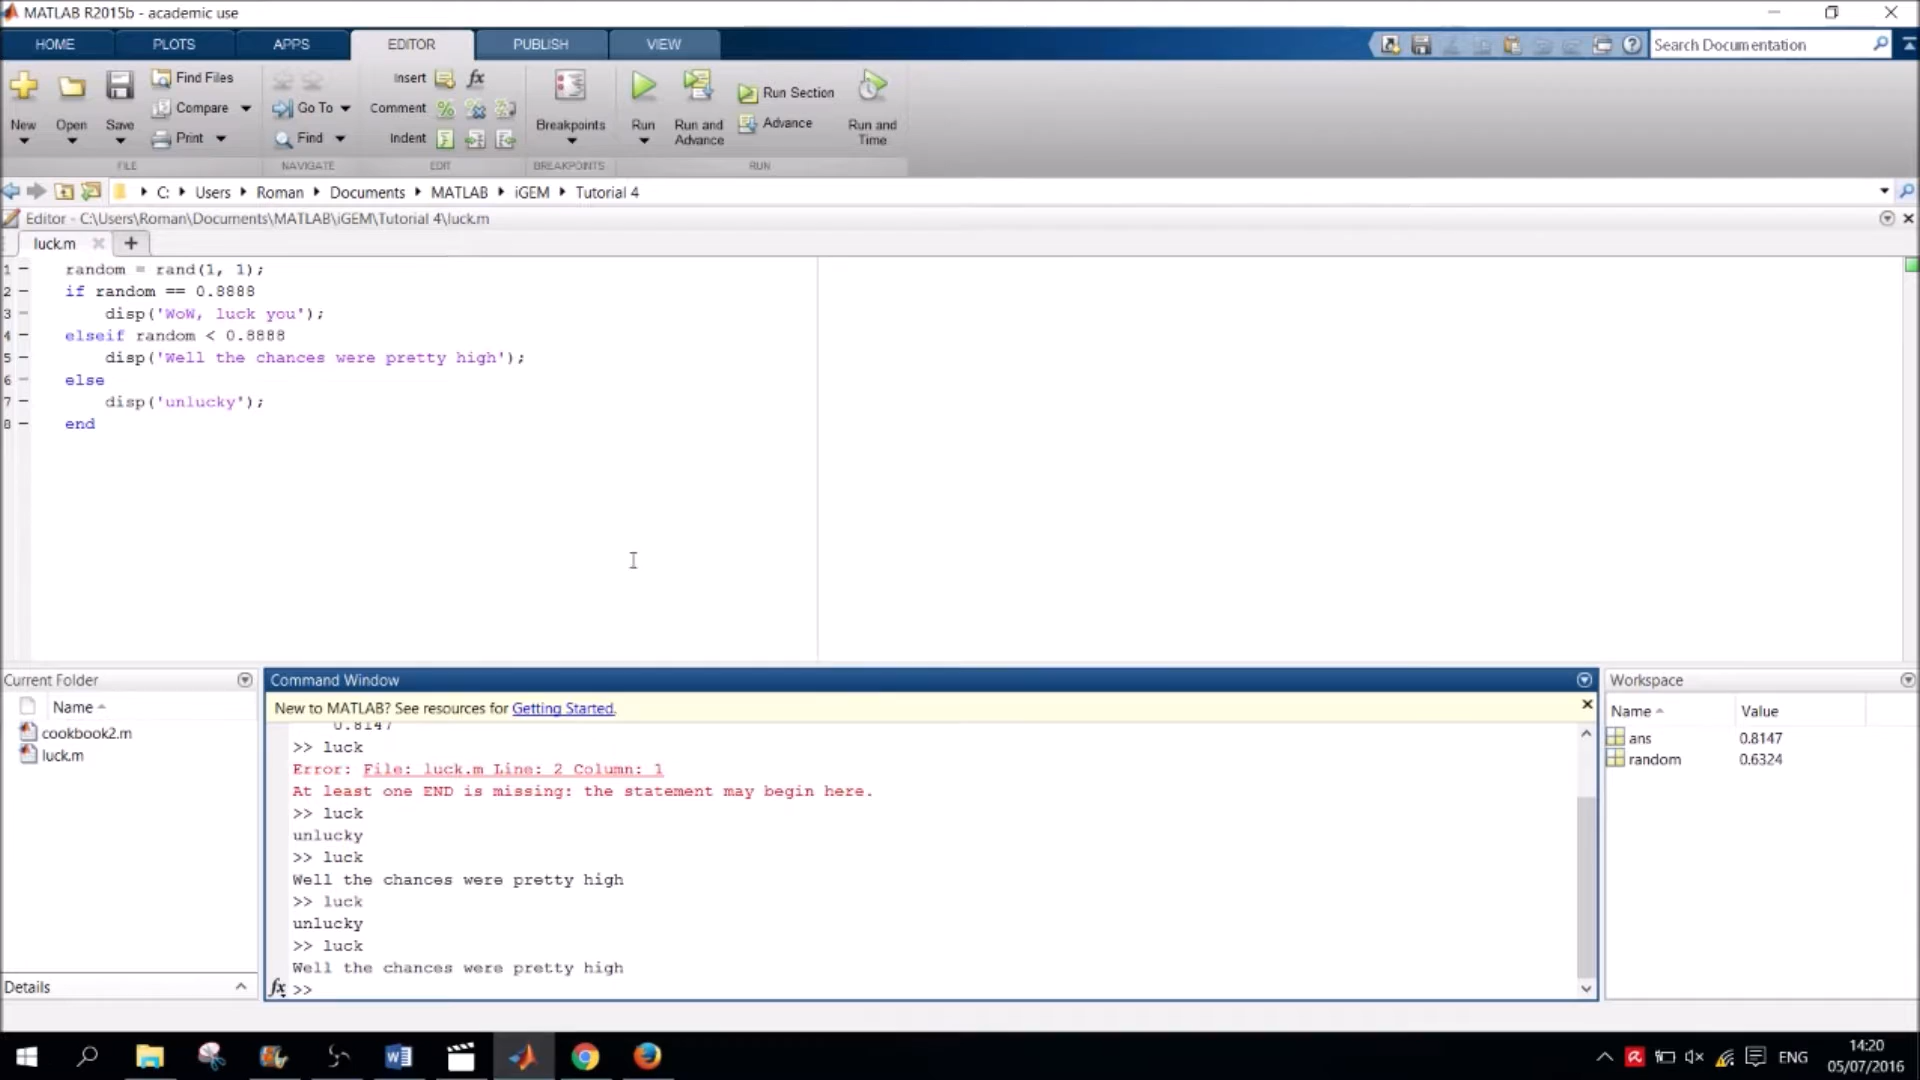 MATLAB R2015b - academic use
HOME PLOTS APPS EDITOR PUBLISH VIEW
Search Documentation
New Open Save
Find Files
Compare
Print
FILE
Go To
Find
NAVIGATE
Insert fx
Comment
Indent
EDIT
Breakpoints
BREAKPOINTS
Run
Run and Advance
Run Section
Advance
Run and Time
RUN
C: Users Roman Documents MATLAB iGEM Tutorial 4
Editor - C:\Users\Roman\Documents\MATLAB\iGEM\Tutorial 4\luck.m
luck.m
1 random = rand(1, 1);
2 if random == 0.8888
3 disp('WoW, luck you');
4 elseif random < 0.8888
5 disp('Well the chances were pretty high');
6 else
7 disp('unlucky');
8 end
Current Folder
Name
cookbook2.m
luck.m
Details
Command Window
New to MATLAB? See resources for Getting Started.
0.8147
>> luck
Error: File: luck.m Line: 2 Column: 1
At least one END is missing: the statement may begin here.
>> luck
unlucky
>> luck
Well the chances were pretty high
>> luck
unlucky
>> luck
Well the chances were pretty high
fx >>
Workspace
Name Value
ans 0.8147
random 0.6324
ENG
14:20
05/07/2016